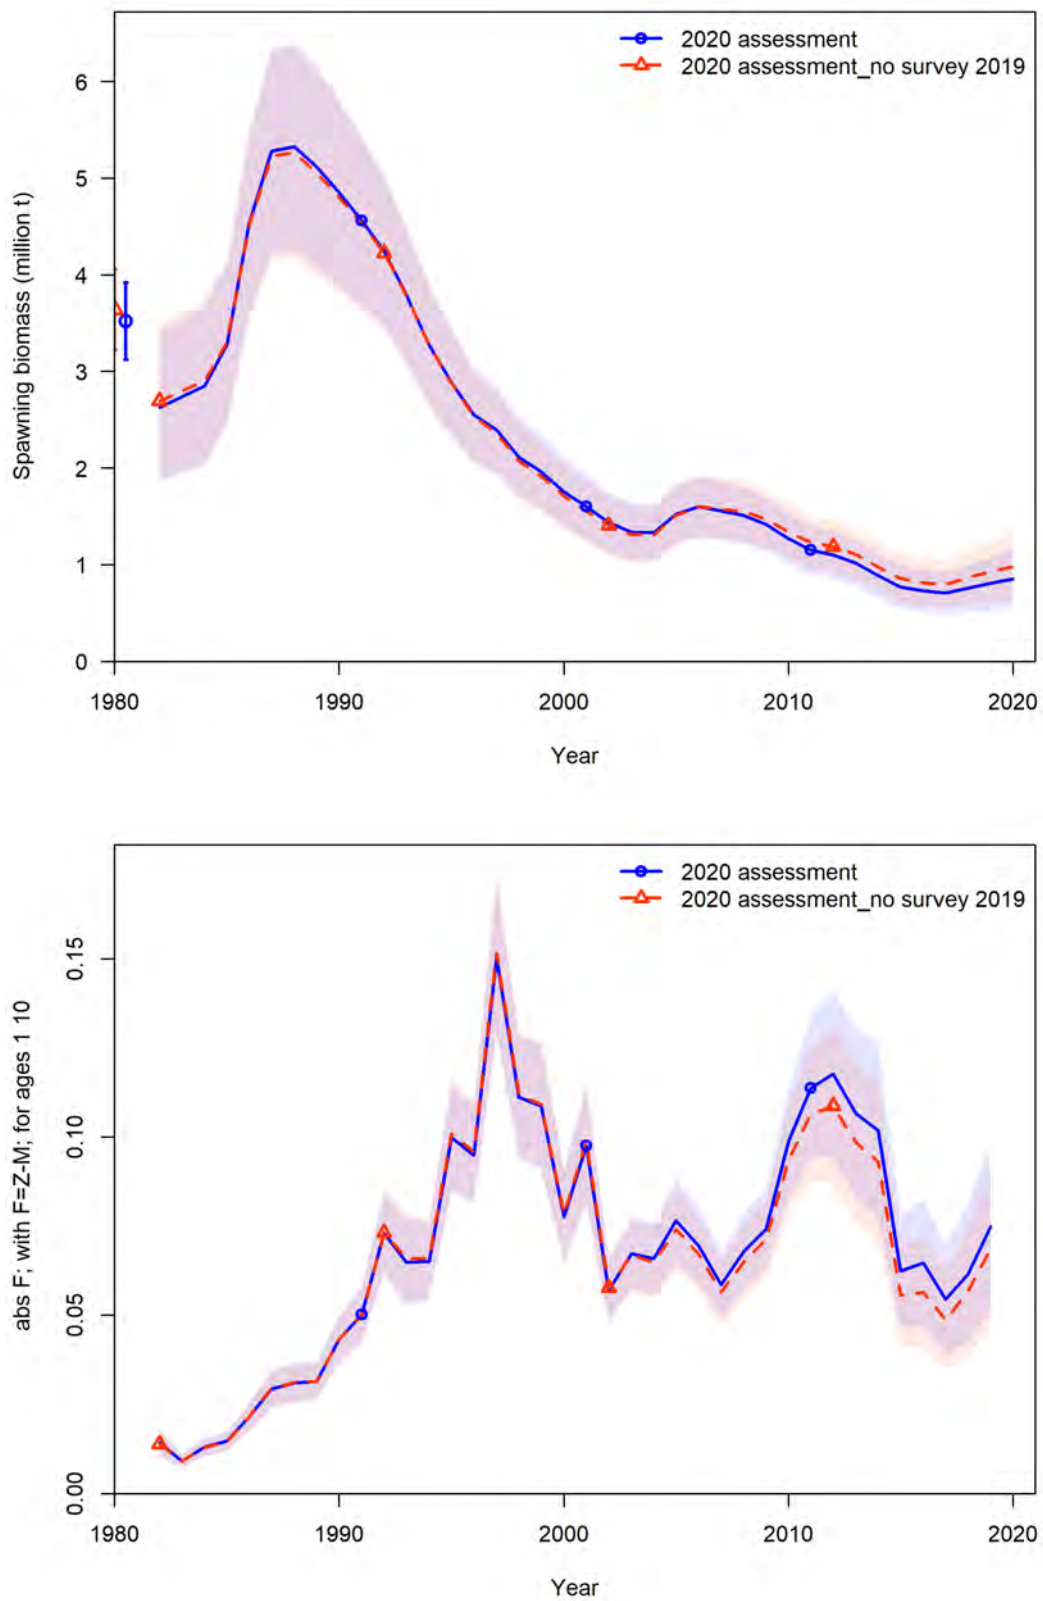 2020 assessment
2020 assessment_no survey 2019
Spawning biomass (million t)
6
5
4
3
2
1
0
1980 1990 2000 2010 2020
Year
2020 assessment
2020 assessment_no survey 2019
abs F; with F=Z-M; for ages 1 10
0.15
0.10
0.05
0.00
1980 1990 2000 2010 2020
Year